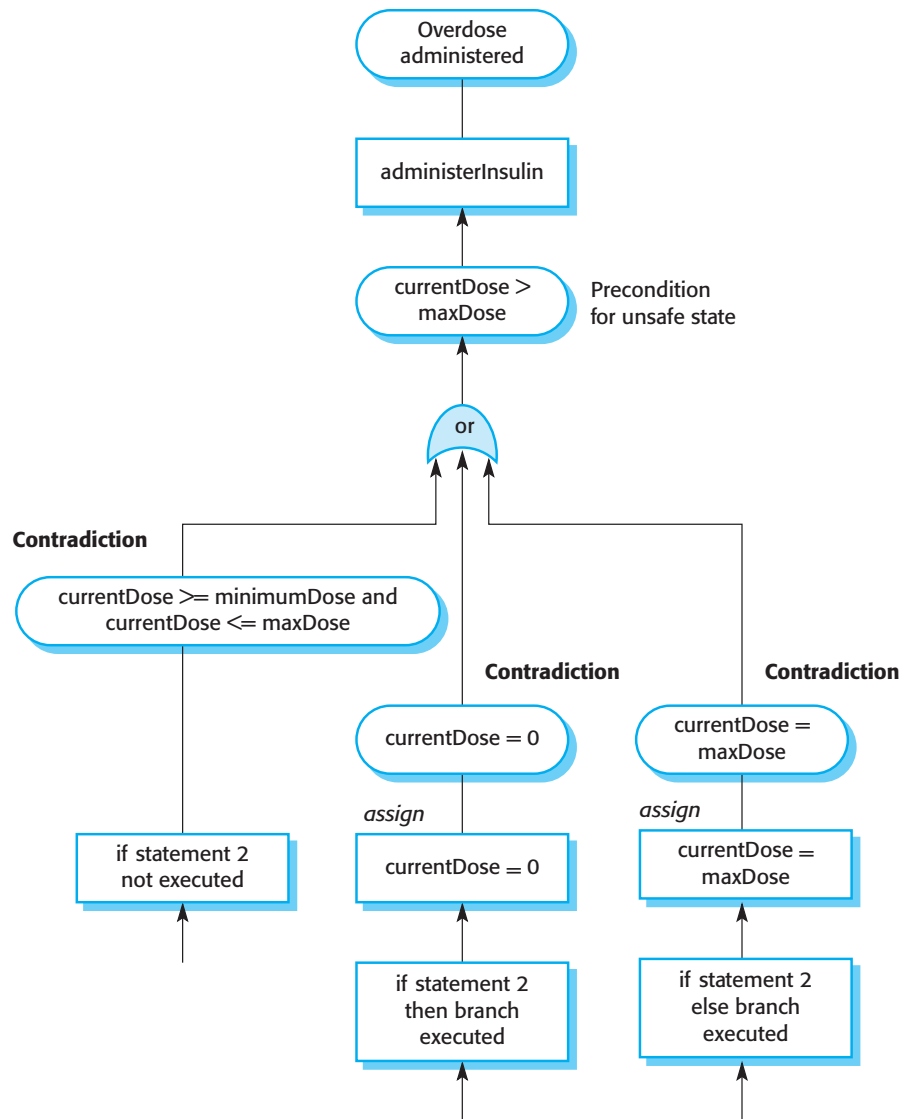 Overdose
administered
administerInsulin
currentDose >
maxDose
Precondition
for unsafe state
or
Contradiction
currentDose >= minimumDose and
currentDose <= maxDose
Contradiction
Contradiction
currentDose = 0
currentDose =
maxDose
assign
assign
if statement 2
not executed
currentDose = 0
currentDose =
maxDose
if statement 2
then branch
executed
if statement 2
else branch
executed